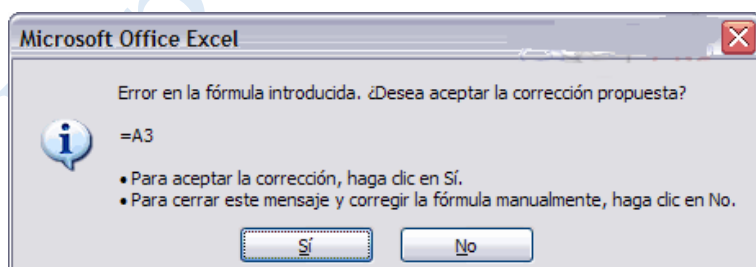 Microsoft Office Excel
Error en la fórmula introducida. ¿Desea aceptar la corrección propuesta?
=A3
• Para aceptar la corrección, haga clic en Sí.
• Para cerrar este mensaje y corregir la fórmula manualmente, haga clic en No.
Sí No